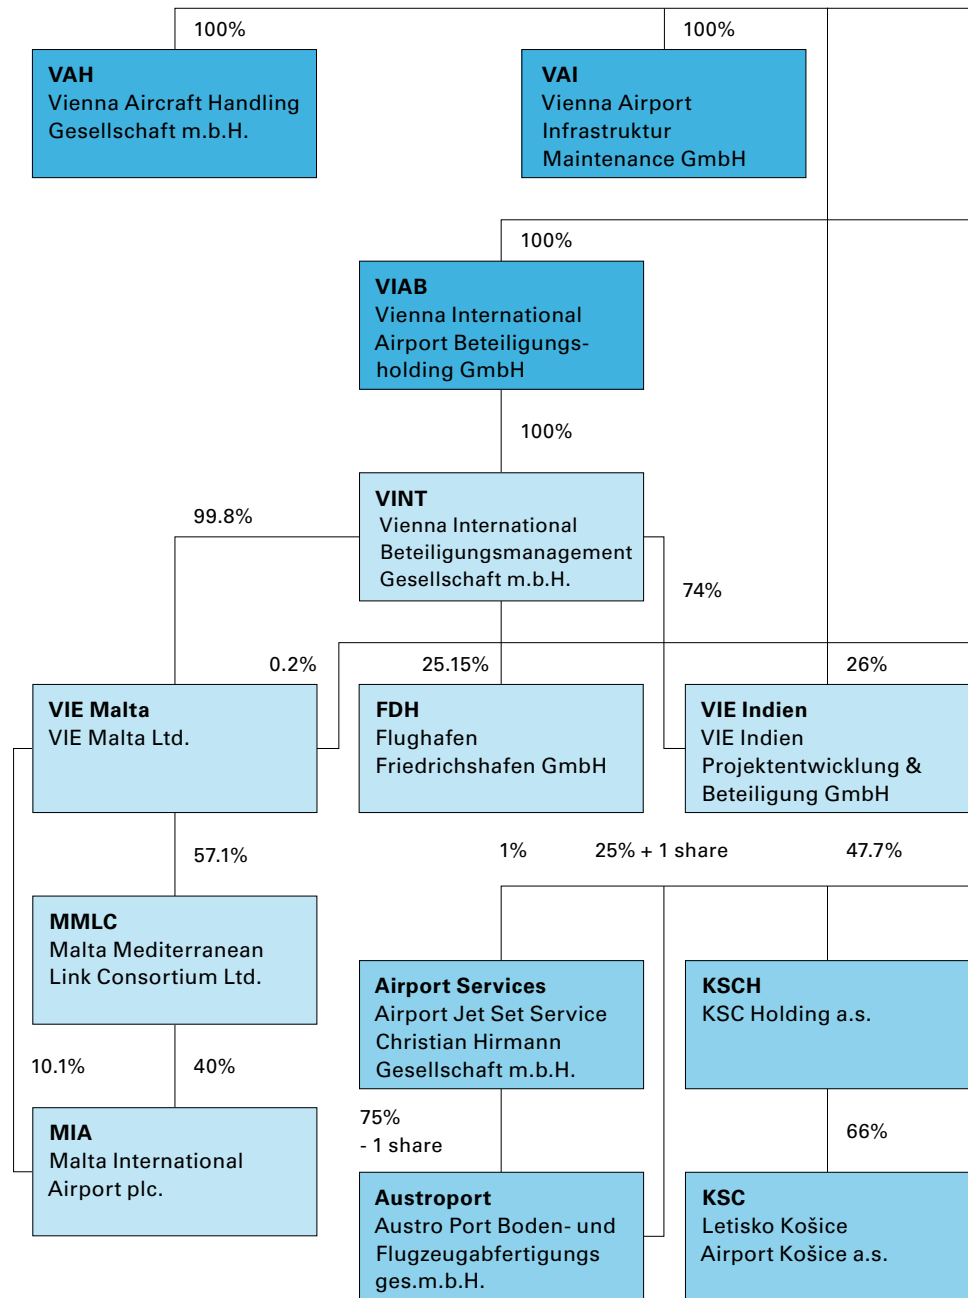 100%
100%
VAH
Vienna Aircraft Handling
Gesellschaft m.b.H.
VAI
Vienna Airport
Infrastruktur
Maintenance GmbH
100%
VIAB
Vienna International
Airport Beteiligungs-
holding GmbH
100%
VINT
Vienna International
Beteiligungsmanagement
Gesellschaft m.b.H.
99.8%
74%
0.2%
25.15%
26%
VIE Malta
VIE Malta Ltd.
FDH
Flughafen
Friedrichshafen GmbH
VIE Indien
VIE Indien
Projektentwicklung &
Beteiligung GmbH
57.1%
1%
25% + 1 share
47.7%
MMLC
Malta Mediterranean
Link Consortium Ltd.
Airport Services
Airport Jet Set Service
Christian Hirmann
Gesellschaft m.b.H.
KSCH
KSC Holding a.s.
10.1%
40%
75%
- 1 share
66%
MIA
Malta International
Airport plc.
Austroport
Austro Port Boden- und
Flugzeugabfertigungs
ges.m.b.H.
KSC
Letisko Košice
Airport Košice a.s.